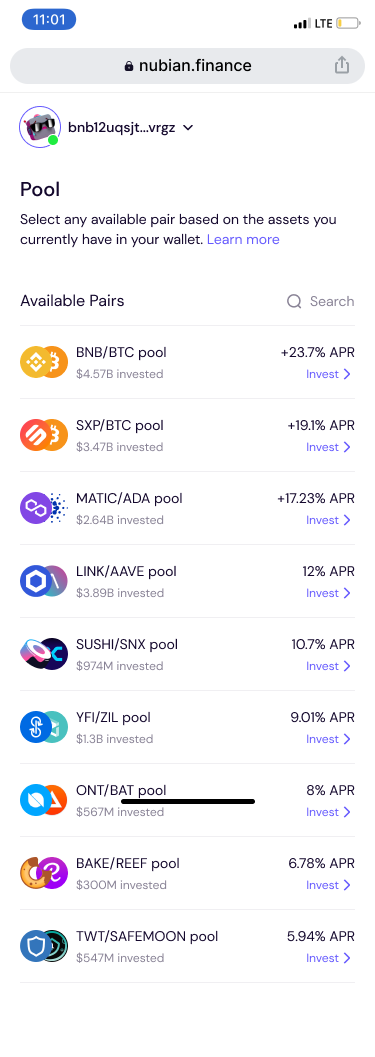 11:01
LTE
nubian.finance
bnb12uqsjt...vrgz
Pool
Select any available pair based on the assets you
currently have in your wallet. Learn more
Available Pairs
Search
BNB/BTC pool
+23.7% APR
$4.57B invested
Invest
SXP/BTC pool
+19.1% APR
$3.47B invested
Invest
MATIC/ADA pool
+17.23% APR
$2.64B invested
Invest
LINK/AAVE pool
12% APR
$3.89B invested
Invest
SUSHI/SNX pool
10.7% APR
$974M invested
Invest
YFI/ZIL pool
9.01% APR
$1.3B invested
Invest
ONT/BAT pool
8% APR
$567M invested
Invest
BAKE/REEF pool
6.78% APR
$300M invested
Invest
TWT/SAFEMOON pool
5.94% APR
$547M invested
Invest